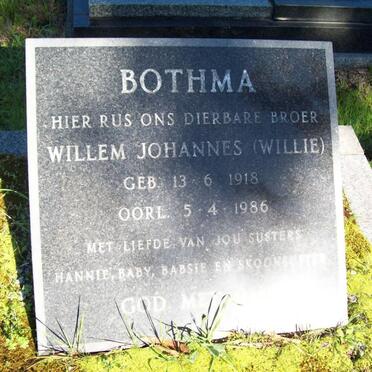 BOTHMA
HIER RUS ONS DIERBARE BROER
WILLEM JOHANNES (WILLIE)
GEB. 13-6-1918
OORL. 5-4-1986
MET LIEFDE VAN JOU SUSTERS
HANNIE, BABY, BABSIE EN SKOONSUSTER
GOD MET